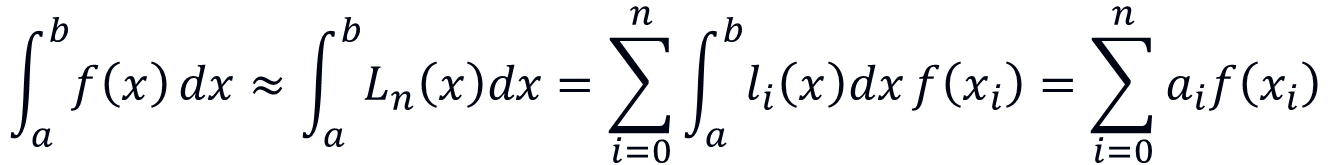 ∫_a^b f(x) dx ≈ ∫_a^b L_n(x)dx = ∑_{i=0}^n ∫_a^b l_i(x)dx f(x_i) = ∑_{i=0}^n a_i f(x_i)